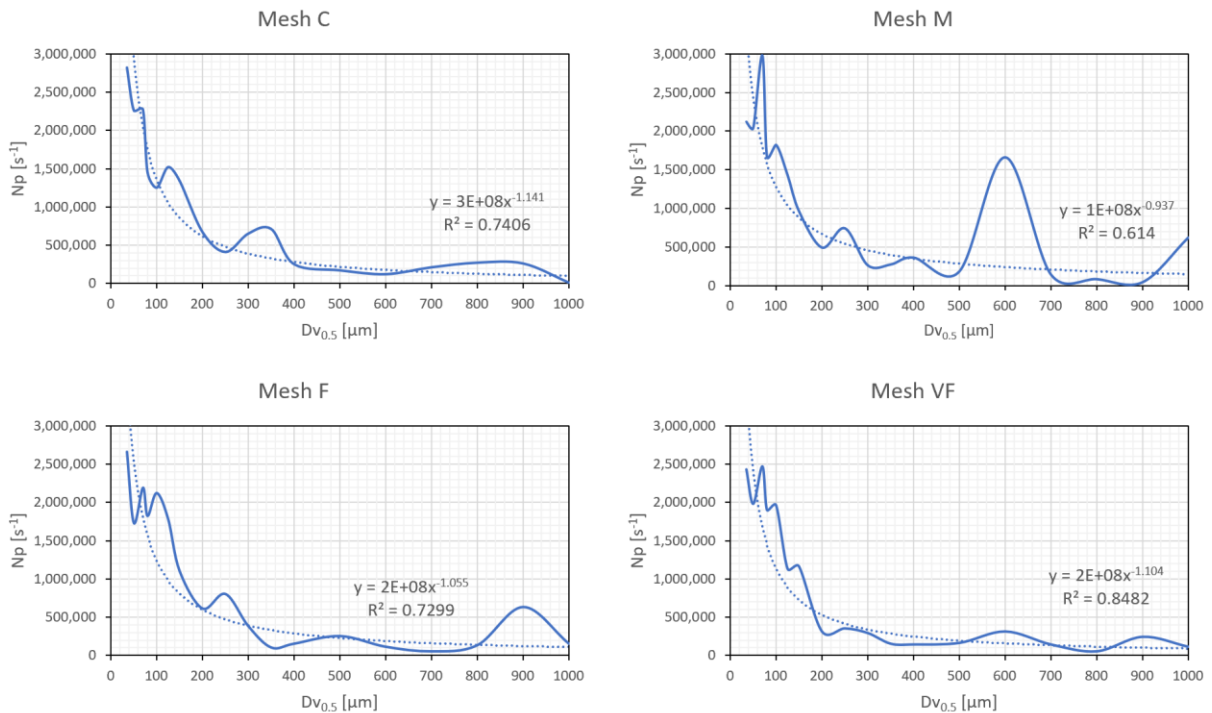 Mesh C
3,000,000
2,500,000
2,000,000
1,500,000
1,000,000
500,000
0
Np [s⁻¹]
y = 3E+08x⁻¹·¹⁴¹
R² = 0.7406
0 100 200 300 400 500 600 700 800 900 1000
Dv₀.₅ [µm]
Mesh M
3,000,000
2,500,000
2,000,000
1,500,000
1,000,000
500,000
0
Np [s⁻¹]
y = 1E+08x⁻⁰·⁹³⁷
R² = 0.614
0 100 200 300 400 500 600 700 800 900 1000
Dv₀.₅ [µm]
Mesh F
3,000,000
2,500,000
2,000,000
1,500,000
1,000,000
500,000
0
Np [s⁻¹]
y = 2E+08x⁻¹·⁰⁵⁵
R² = 0.7299
0 100 200 300 400 500 600 700 800 900 1000
Dv₀.₅ [µm]
Mesh VF
3,000,000
2,500,000
2,000,000
1,500,000
1,000,000
500,000
0
Np [s⁻¹]
y = 2E+08x⁻¹·¹⁰⁴
R² = 0.8482
0 100 200 300 400 500 600 700 800 900 1000
Dv₀.₅ [µm]